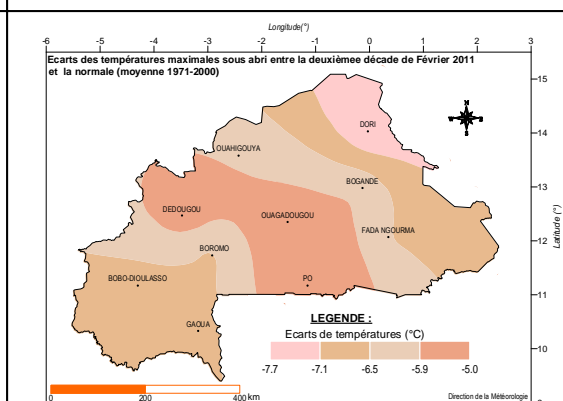 Longitude(°)
-6 -5 -4 -3 -2 -1 0 1 2 3
Ecarts des températures maximales sous abri entre la deuxièmee décade de Février 2011
et la normale (moyenne 1971-2000)
15
N
W E
S
DORI
14
OUAHIGOUYA
BOGANDE
13
DEDOUGOU
OUAGADOUGOU
FADA NGOURMA
12
Latitude (°)
BOROMO
BOBO-DIOULASSO
PO
11
LEGENDE :
GAOUA
Ecarts de températures (°C)
10
-7.7 -7.1 -6.5 -5.9 -5.0
0 200 400 km
Direction de la Météorologie